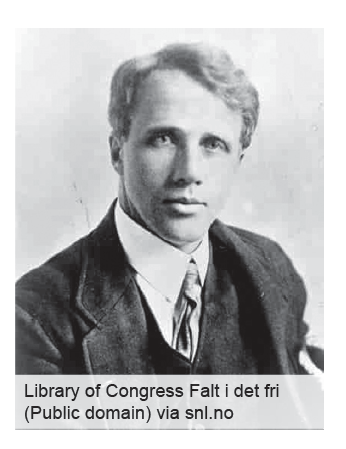 Library of Congress Falt i det fri
(Public domain) via snl.no